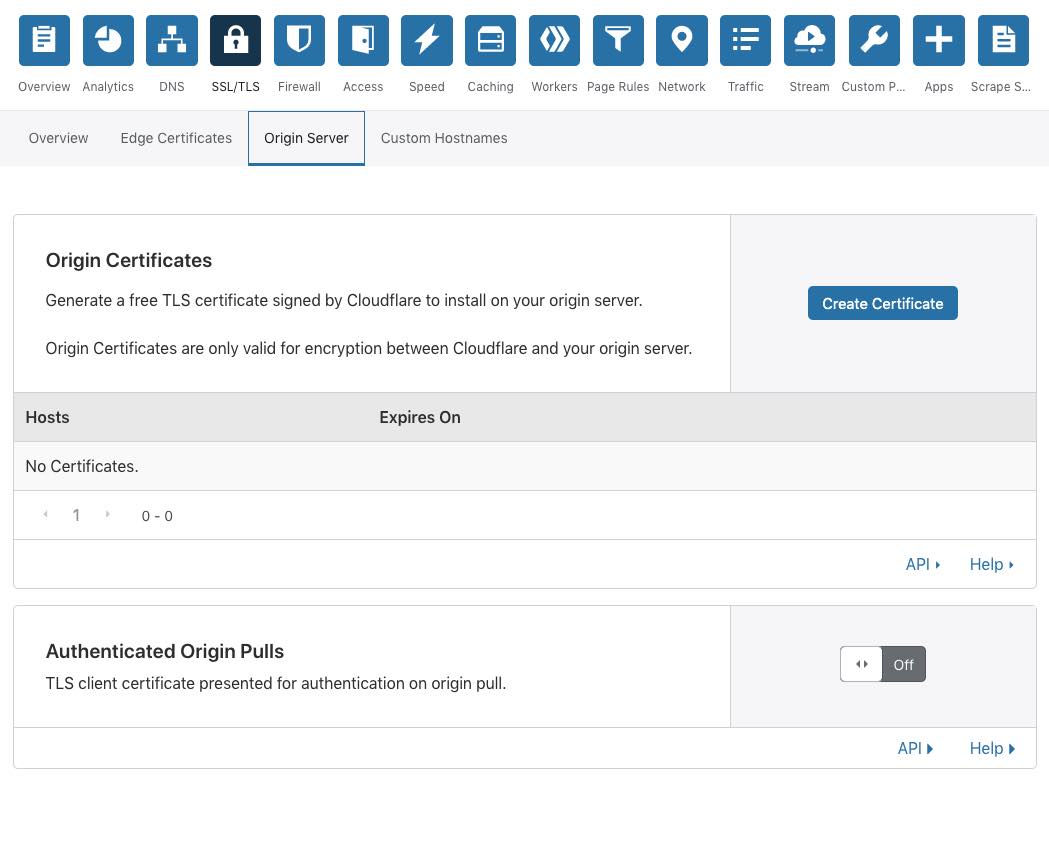 Overview Analytics DNS SSL/TLS Firewall Access Speed Caching Workers Page Rules Network Traffic Stream Custom P... Apps Scrape S...
Overview Edge Certificates Origin Server Custom Hostnames
Origin Certificates
Generate a free TLS certificate signed by Cloudflare to install on your origin server.
Create Certificate
Origin Certificates are only valid for encryption between Cloudflare and your origin server.
Hosts Expires On
No Certificates.
1 0 - 0
API Help
Authenticated Origin Pulls
TLS client certificate presented for authentication on origin pull.
Off
API Help